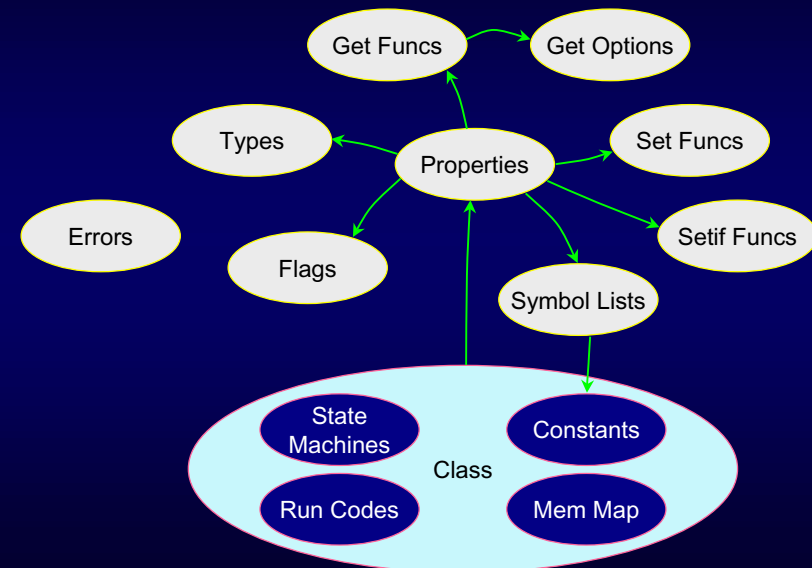 Get Funcs
Get Options
Types
Properties
Set Funcs
Errors
Flags
Setif Funcs
Symbol Lists
State
Machines
Constants
Class
Run Codes
Mem Map